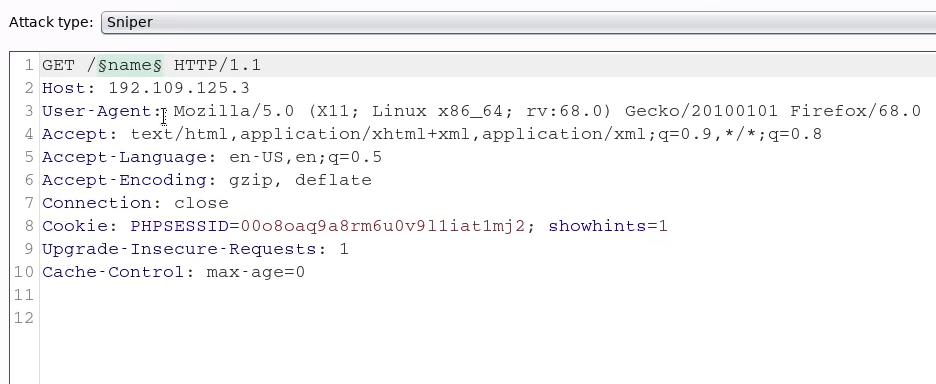 Attack type: Sniper
1 GET /§name§ HTTP/1.1
2 Host: 192.109.125.3
3 User-Agent: Mozilla/5.0 (X11; Linux x86_64; rv:68.0) Gecko/20100101 Firefox/68.0
4 Accept: text/html,application/xhtml+xml,application/xml;q=0.9,*/*;q=0.8
5 Accept-Language: en-US,en;q=0.5
6 Accept-Encoding: gzip, deflate
7 Connection: close
8 Cookie: PHPSESSID=00o8oaq9a8rm6u0v9l1iat1mj2; showhints=1
9 Upgrade-Insecure-Requests: 1
10 Cache-Control: max-age=0
11
12